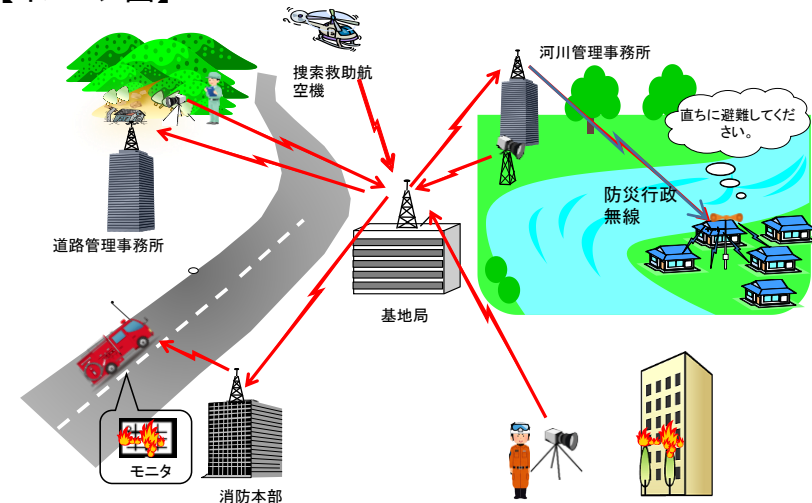 捜索救助航
空機
河川管理事務所
直ちに避難してくだ
さい。
防災行政
無線
道路管理事務所
基地局
モニタ
消防本部